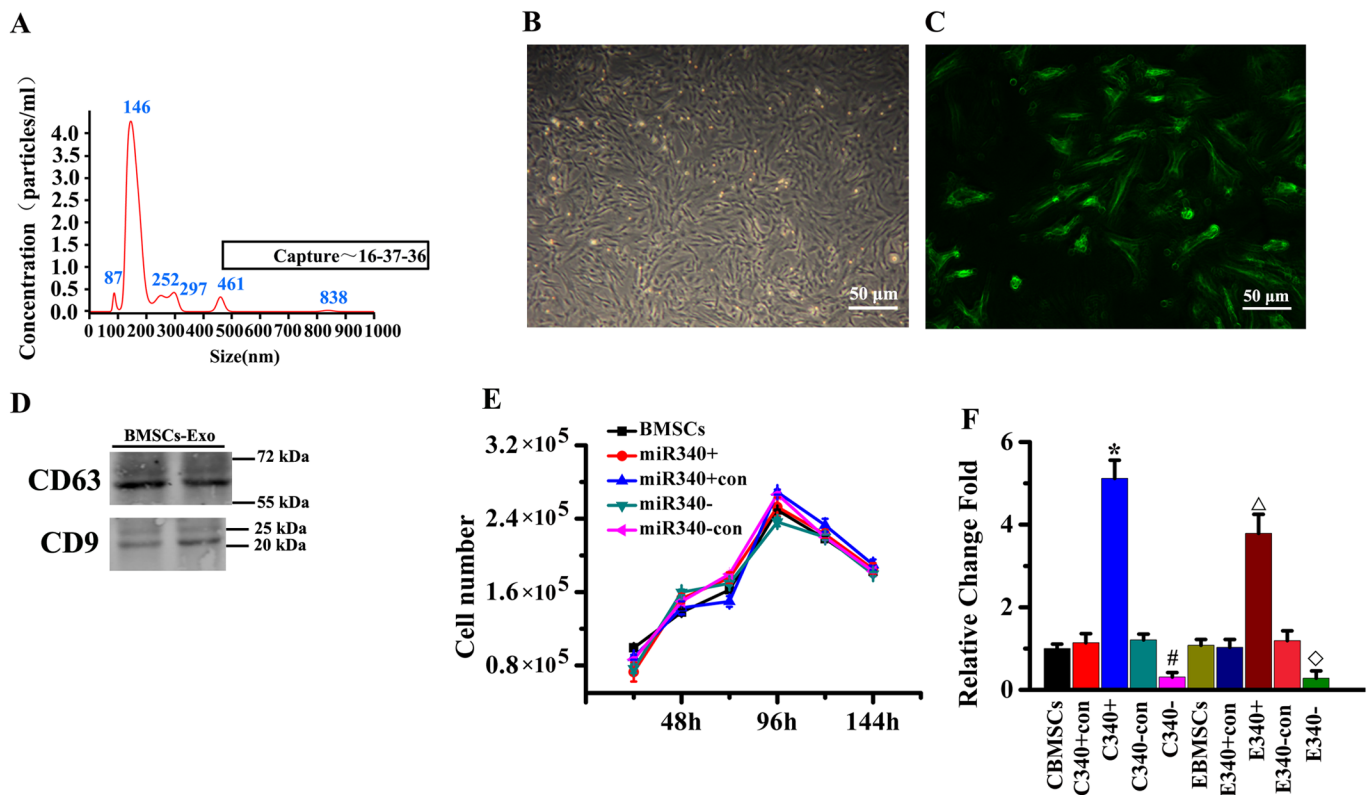 A
Concentration（particles/ml）
4.0
3.5
3.0
2.5
2.0
1.5
1.0
0.5
0.0
146
87
252
297
461
838
Capture～16-37-36
0 100 200 300 400 500 600 700 800 900 1000
Size(nm)
B
50 μm
C
50 μm
D
BMSCs-Exo
CD63
72 kDa
55 kDa
CD9
25 kDa
20 kDa
E
Cell number
3.2×10⁵
2.4×10⁵
1.6×10⁵
0.8×10⁵
BMSCs
miR340+
miR340+con
miR340-
miR340-con
48h 96h 144h
F
Relative Change Fold
6
4
2
0
*
#
△
◇
CBMSCs
C340+con
C340+
C340-con
C340-
EBMSCs
E340+con
E340+
E340-con
E340-